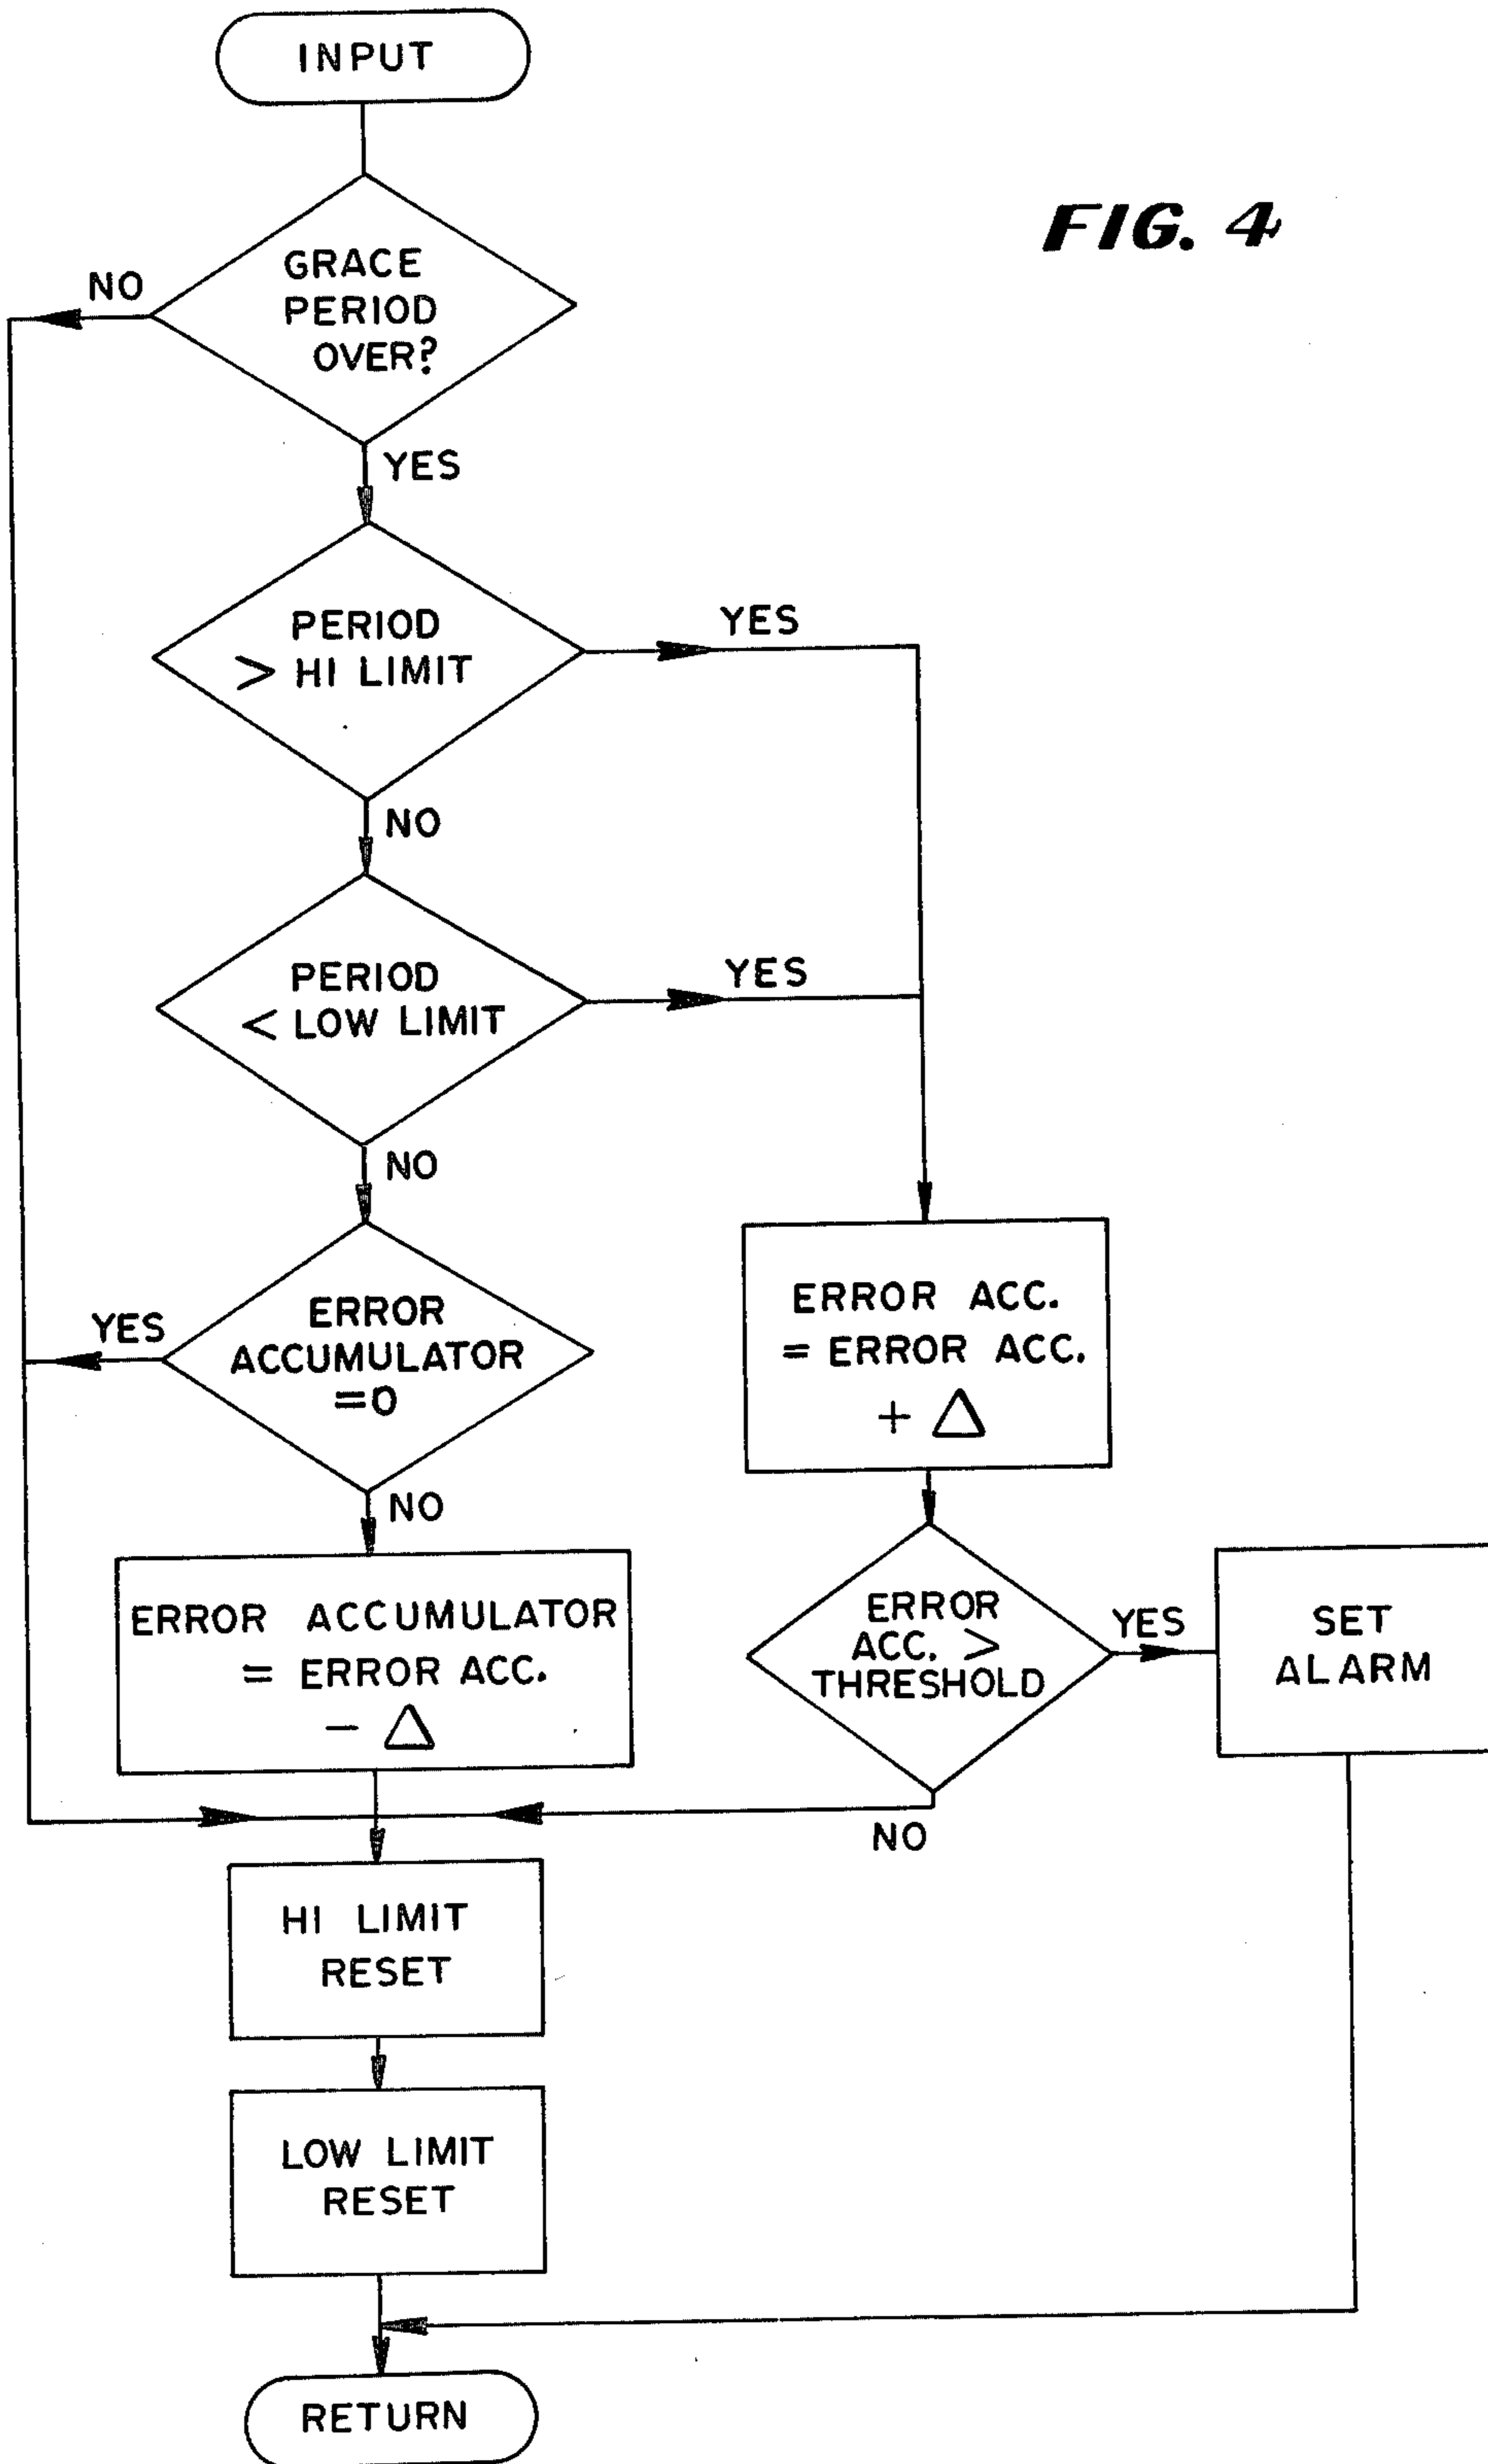 INPUT
FIG. 4
GRACE
PERIOD
OVER?
NO
YES
PERIOD
> HI LIMIT
YES
NO
PERIOD
< LOW LIMIT
YES
NO
ERROR
ACCUMULATOR
=0
YES
NO
ERROR ACC.
= ERROR ACC.
+ △
ERROR ACCUMULATOR
= ERROR ACC.
− △
ERROR
ACC. >
THRESHOLD
YES
NO
SET
ALARM
HI LIMIT
RESET
LOW LIMIT
RESET
RETURN